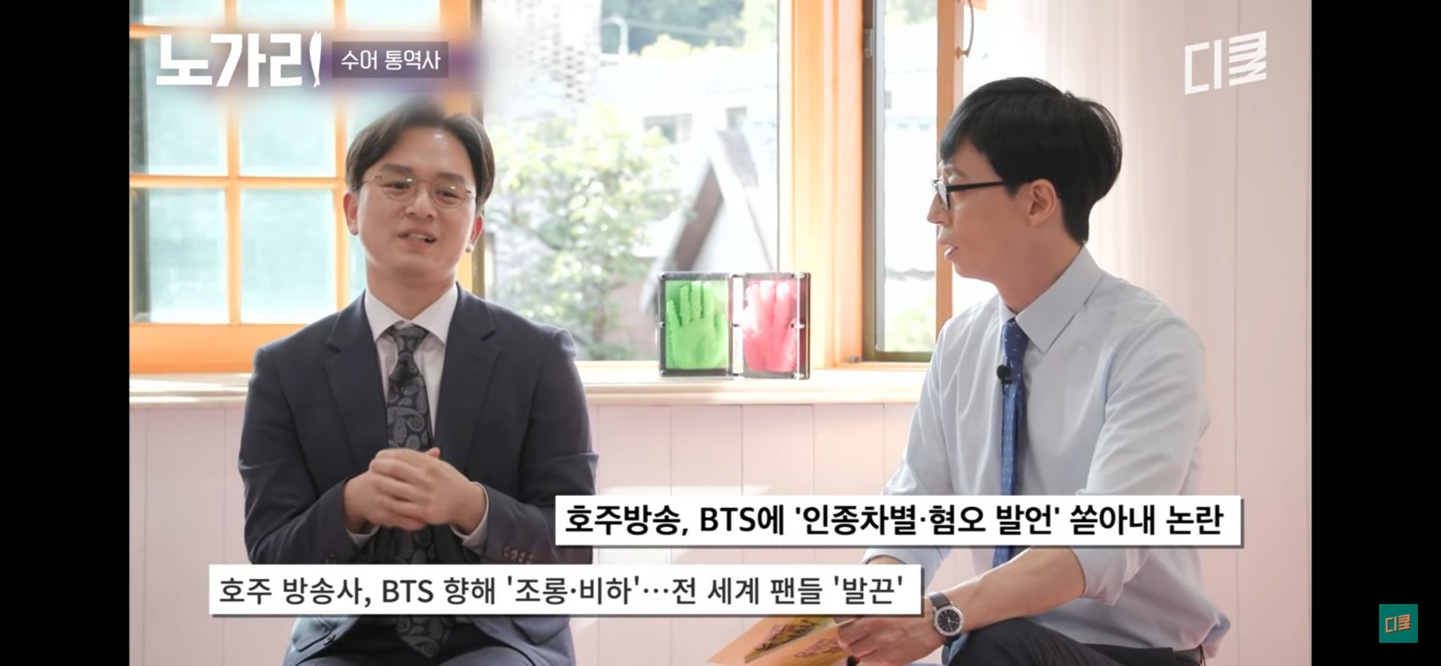 노가리
수어 통역사
디클
호주방송, BTS에 '인종차별·혐오 발언' 쏟아내 논란
호주 방송사, BTS 향해 '조롱·비하'…전 세계 팬들 '발끈'
디클